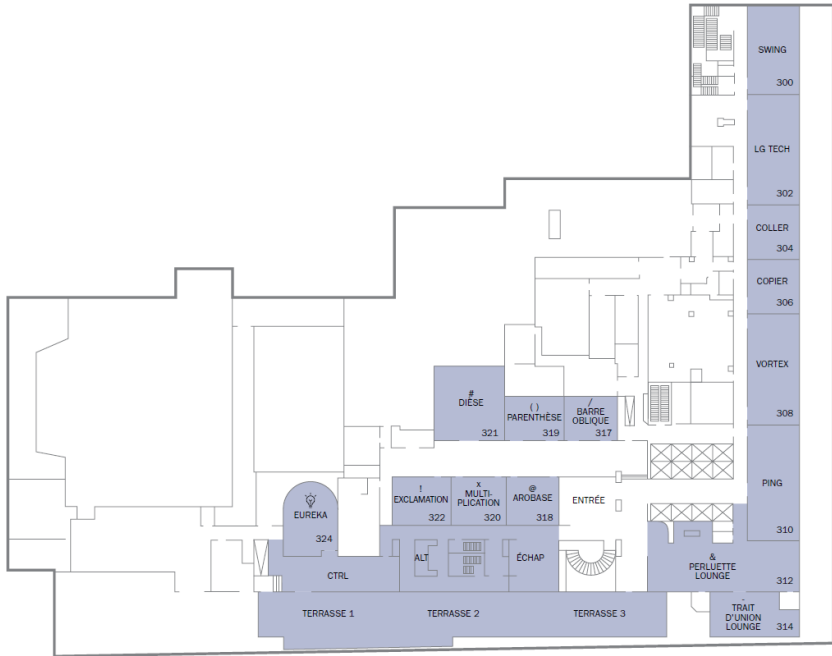 SWING
300
LG TECH
302
COLLER
304
COPIER
306
VORTEX
308
#
DIÈSE
321
( )
PARENTHÈSE
319
/
BARRE
OBLIQUE
317
PING
310
!
EXCLAMATION
322
x
MULTI-
PLICATION
320
@
AROBASE
318
ENTRÉE
EUREKA
324
ALT
ÉCHAP
CTRL
&
PERLUETTE
LOUNGE
312
TERRASSE 1
TERRASSE 2
TERRASSE 3
-
TRAIT
D'UNION
LOUNGE
314